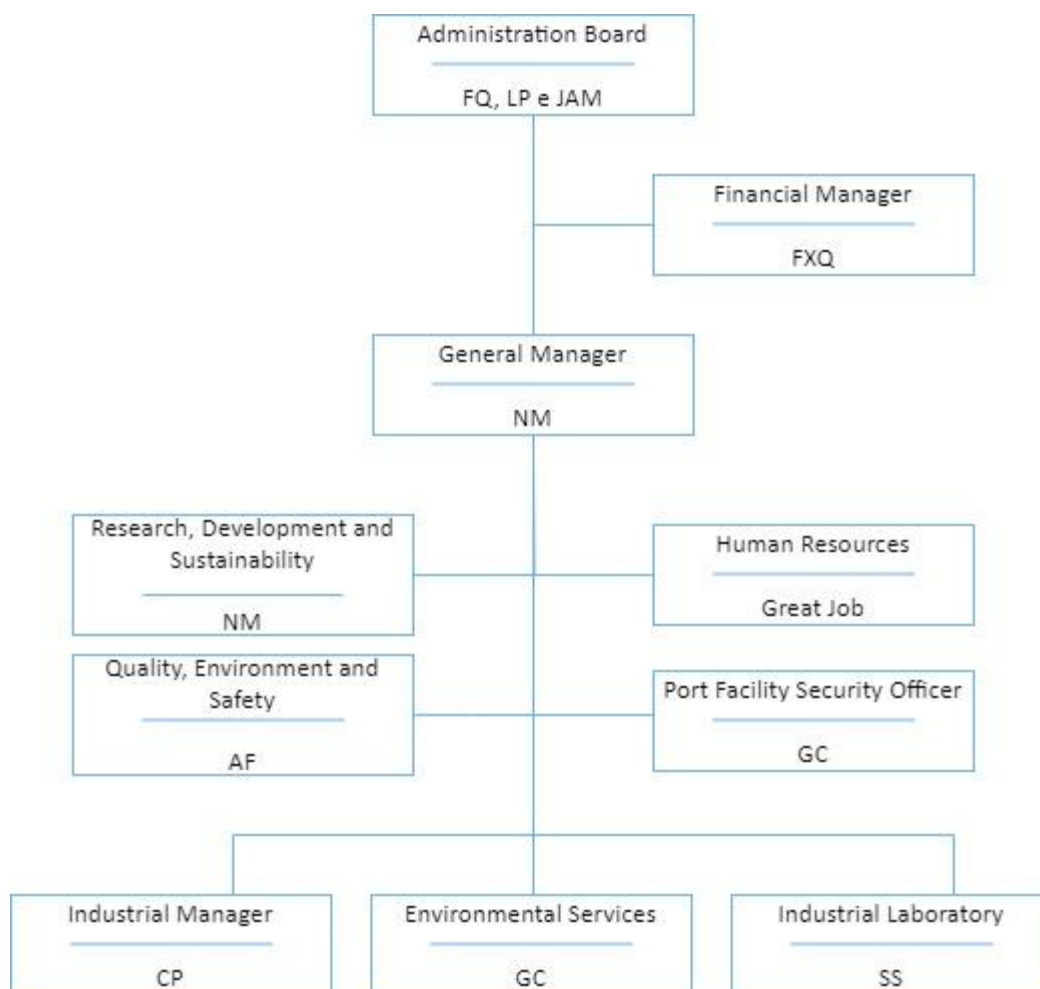 Administration Board
FQ, LP e JAM
Financial Manager
FXQ
General Manager
NM
Research, Development and
Sustainability
NM
Human Resources
Great Job
Quality, Environment and
Safety
AF
Port Facility Security Officer
GC
Industrial Manager
CP
Environmental Services
GC
Industrial Laboratory
SS